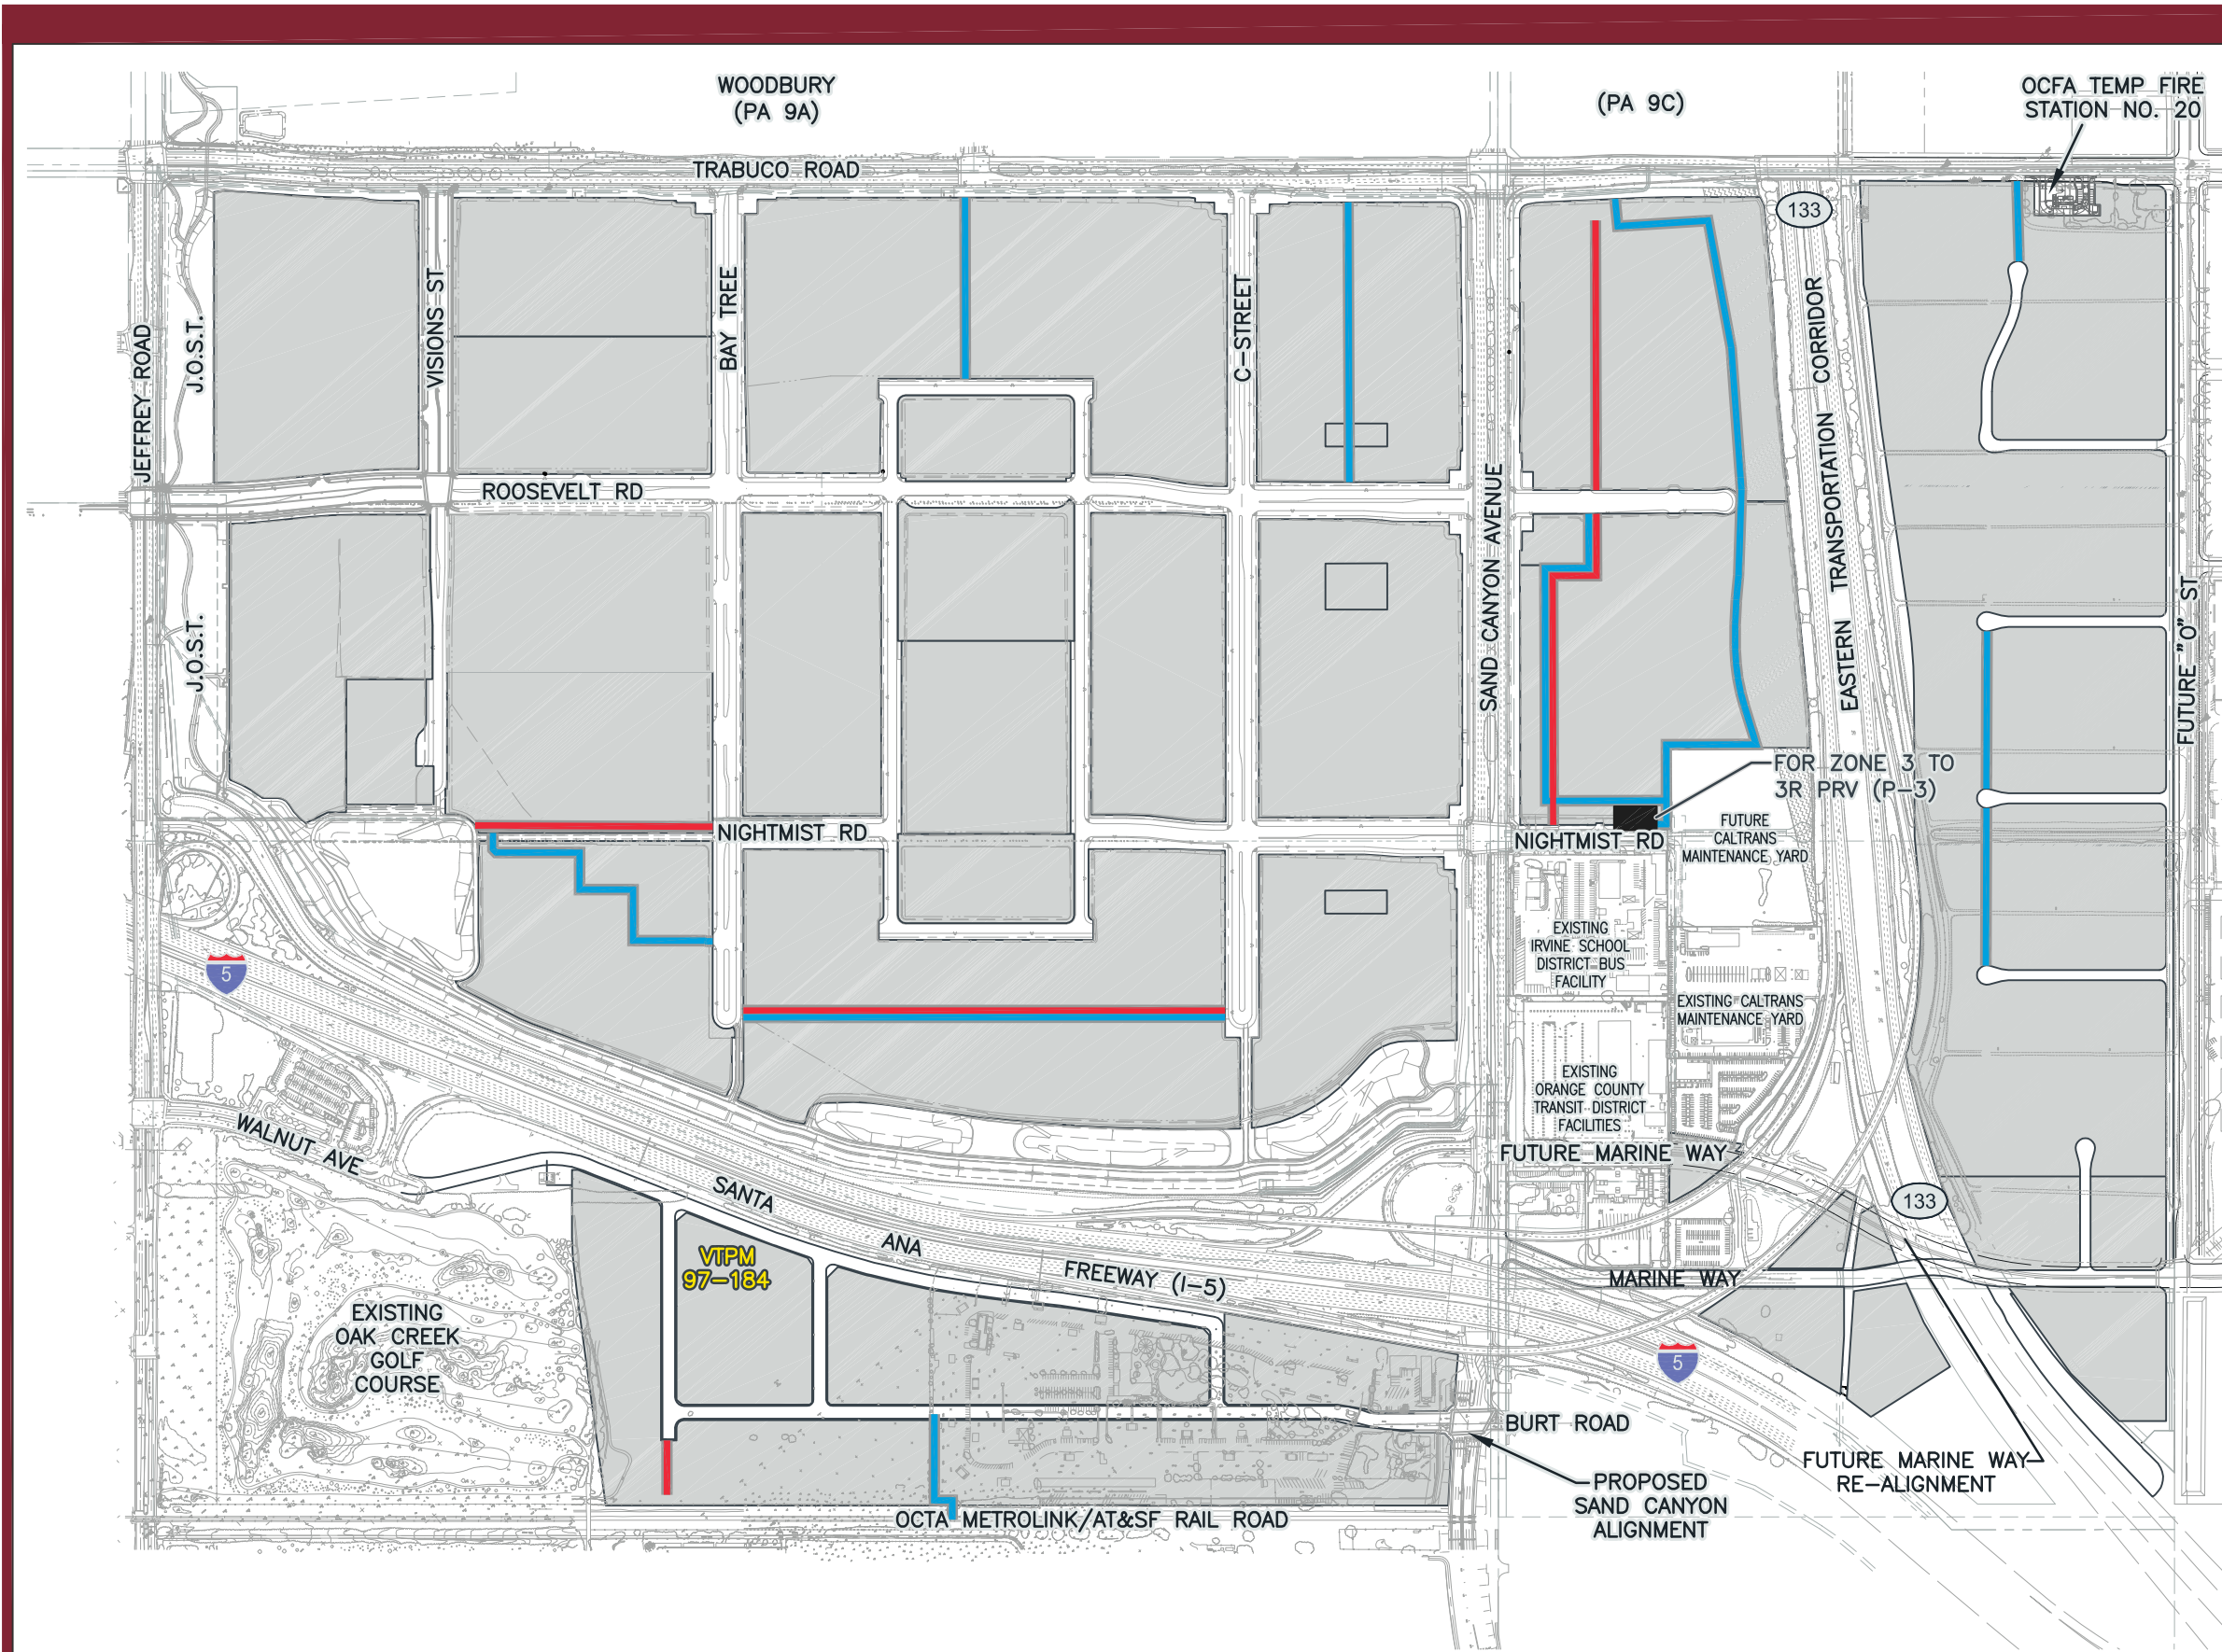 WOODBURY
(PA 9A)
(PA 9C)
OCFA TEMP FIRE
STATION NO. 20
TRABUCO ROAD
133
JEFFREY ROAD
J.O.S.T.
VISIONS ST
BAY TREE
C-STREET
SAND CANYON AVENUE
EASTERN TRANSPORTATION CORRIDOR
FUTURE "O" ST
ROOSEVELT RD
J.O.S.T.
FOR ZONE 3 TO
3R PRV (P-3)
NIGHTMIST RD
NIGHTMIST RD
FUTURE
CALTRANS
MAINTENANCE YARD
EXISTING
IRVINE SCHOOL
DISTRICT BUS
FACILITY
5
EXISTING CALTRANS
MAINTENANCE YARD
EXISTING
ORANGE COUNTY
TRANSIT DISTRICT
FACILITIES
WALNUT AVE
FUTURE MARINE WAY
SANTA ANA FREEWAY (I-5)
133
VTPM
97-184
MARINE WAY
EXISTING
OAK CREEK
GOLF
COURSE
5
BURT ROAD
FUTURE MARINE WAY
RE-ALIGNMENT
PROPOSED
SAND CANYON
ALIGNMENT
OCTA METROLINK/AT&SF RAIL ROAD